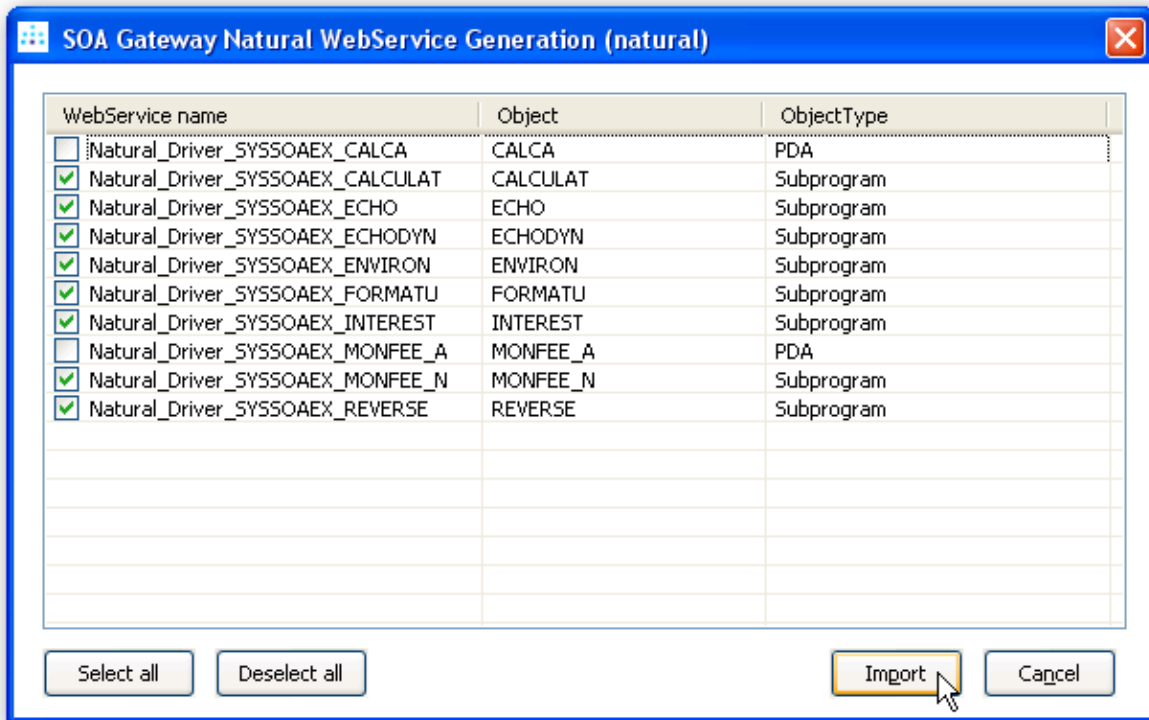 SOA Gateway Natural WebService Generation (natural)
WebService name Object ObjectType
Natural_Driver_SYSSOAEX_CALCA CALCA PDA
Natural_Driver_SYSSOAEX_CALCULAT CALCULAT Subprogram
Natural_Driver_SYSSOAEX_ECHO ECHO Subprogram
Natural_Driver_SYSSOAEX_ECHODYN ECHODYN Subprogram
Natural_Driver_SYSSOAEX_ENVIRON ENVIRON Subprogram
Natural_Driver_SYSSOAEX_FORMATU FORMATU Subprogram
Natural_Driver_SYSSOAEX_INTEREST INTEREST Subprogram
Natural_Driver_SYSSOAEX_MONFEE_A MONFEE_A PDA
Natural_Driver_SYSSOAEX_MONFEE_N MONFEE_N Subprogram
Natural_Driver_SYSSOAEX_REVERSE REVERSE Subprogram
Select all Deselect all Import Cancel